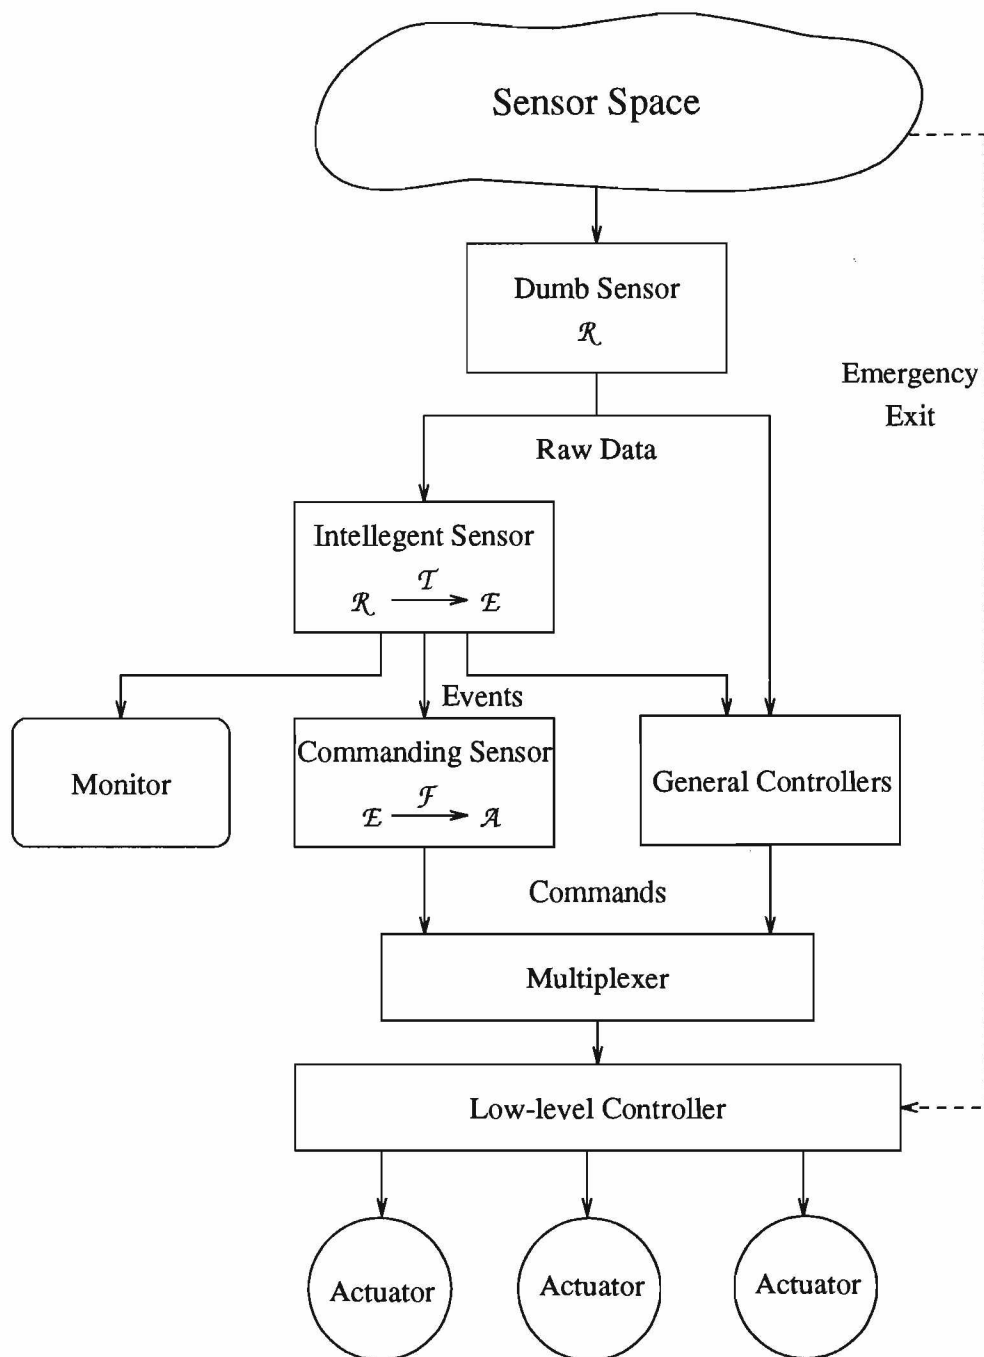 Sensor Space
Dumb Sensor
ℛ
Emergency
Exit
Raw Data
Intellegent Sensor
𝒯
ℛ ℰ
Events
Monitor
Commanding Sensor
ℱ
ℰ 𝒜
General Controllers
Commands
Multiplexer
Low-level Controller
Actuator
Actuator
Actuator